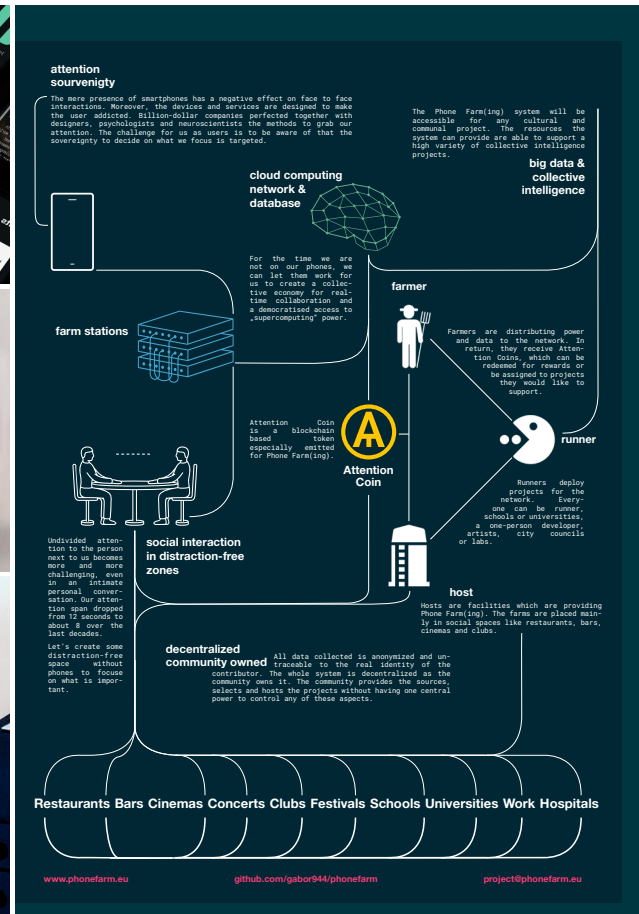 attention
sourvenigty
The mere presence of smartphones has a negative effect on face to face
interactions. Moreover, the devices and services are designed to make
the user addicted. Billion-dollar companies perfected together with
designers, psychologists and neuroscientists the methods to grab our
attention. The challenge for us as users is to be aware of that the
sovereignty to decide on what we focus is targeted.
The Phone Farm(ing) system will be
accessible for any cultural and
communal project. The resources the
system can provide are able to support a
high variety of collective intelligence
projects.
big data &
collective
intelligence
cloud computing
network &
database
For the time we are
not on our phones, we
can let them work for
us to create a collec-
tive economy for real-
time collaboration and
a democratised access to
„supercomputing" power.
farmer
farm stations
Farmers are distributing power
and data to the network. In
return, they receive Atten-
tion Coins, which can be
redeemed for rewards or
be assigned to projects
they would like to
support.
Attention Coin
is a blockchain
based token
especially emitted
for Phone Farm(ing).
Attention
Coin
runner
Runners deploy
projects for the
network. Every-
one can be runner,
schools or universities,
a one-person developer,
artists, city councils
or labs.
Undivided atten-
tion to the person
next to us becomes
more and more
challenging, even
in an intimate
personal conver-
sation. Our atten-
tion span dropped
from 12 seconds to
about 8 over the
last decades.
Let's create some
distraction-free
space without
phones to focus
on what is impor-
tant.
social interaction
in distraction-free
zones
host
Hosts are facilities which are providing
Phone Farm(ing). The farms are placed main-
ly in social spaces like restaurants, bars,
cinemas and clubs.
decentralized
community owned
All data collected is anonymized and un-
traceable to the real identity of the
contributor. The whole system is decentralized as the
community owns it. The community provides the sources,
selects and hosts the projects without having one central
power to control any of these aspects.
Restaurants Bars Cinemas Concerts Clubs Festivals Schools Universities Work Hospitals
www.phonefarm.eu
github.com/gabor944/phonefarm
project@phonefarm.eu